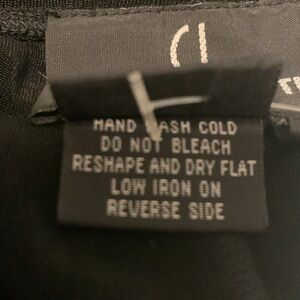 HAND WASH COLD
DO NOT BLEACH
RESHAPE AND DRY FLAT
LOW IRON ON
REVERSE SIDE